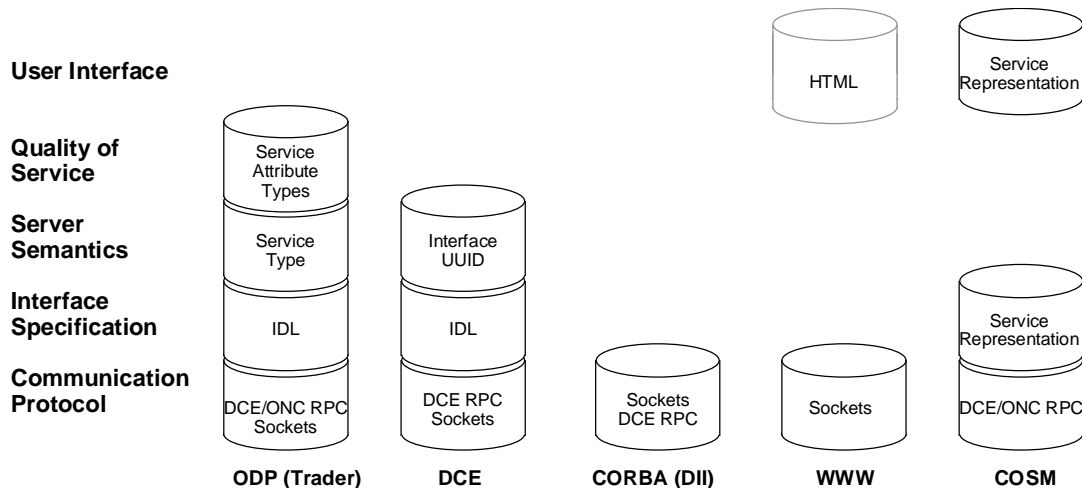 User Interface
HTML
Service
Representation
Quality of
Service
Service
Attribute
Types
Server
Semantics
Service
Type
Interface
UUID
Interface
Specification
IDL
IDL
Service
Representation
Communication
Protocol
DCE/ONC RPC
Sockets
DCE RPC
Sockets
Sockets
DCE RPC
Sockets
DCE/ONC RPC
ODP (Trader)
DCE
CORBA (DII)
WWW
COSM